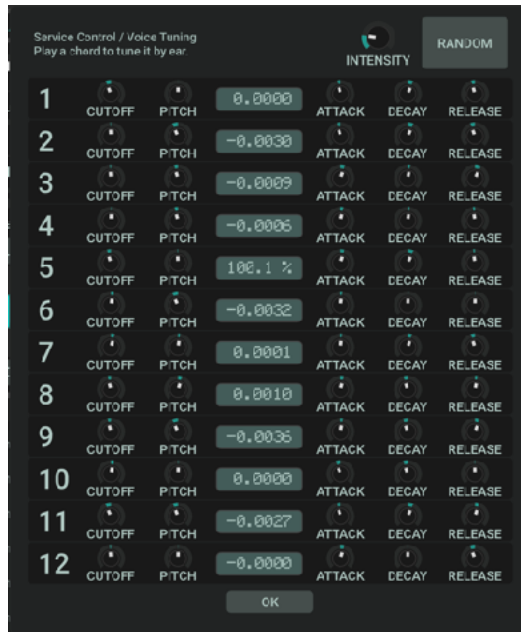 Service Control / Voice Tuning
Play a chord to tune it by ear.
INTENSITY
RANDOM
1 CUTOFF PITCH 0.0000 ATTACK DECAY RELEASE
2 CUTOFF PITCH -0.0030 ATTACK DECAY RELEASE
3 CUTOFF PITCH -0.0009 ATTACK DECAY RELEASE
4 CUTOFF PITCH -0.0006 ATTACK DECAY RELEASE
5 CUTOFF PITCH 100.1 % ATTACK DECAY RELEASE
6 CUTOFF PITCH -0.0032 ATTACK DECAY RELEASE
7 CUTOFF PITCH 0.0001 ATTACK DECAY RELEASE
8 CUTOFF PITCH 0.0010 ATTACK DECAY RELEASE
9 CUTOFF PITCH -0.0036 ATTACK DECAY RELEASE
10 CUTOFF PITCH 0.0000 ATTACK DECAY RELEASE
11 CUTOFF PITCH -0.0027 ATTACK DECAY RELEASE
12 CUTOFF PITCH -0.0000 ATTACK DECAY RELEASE
OK